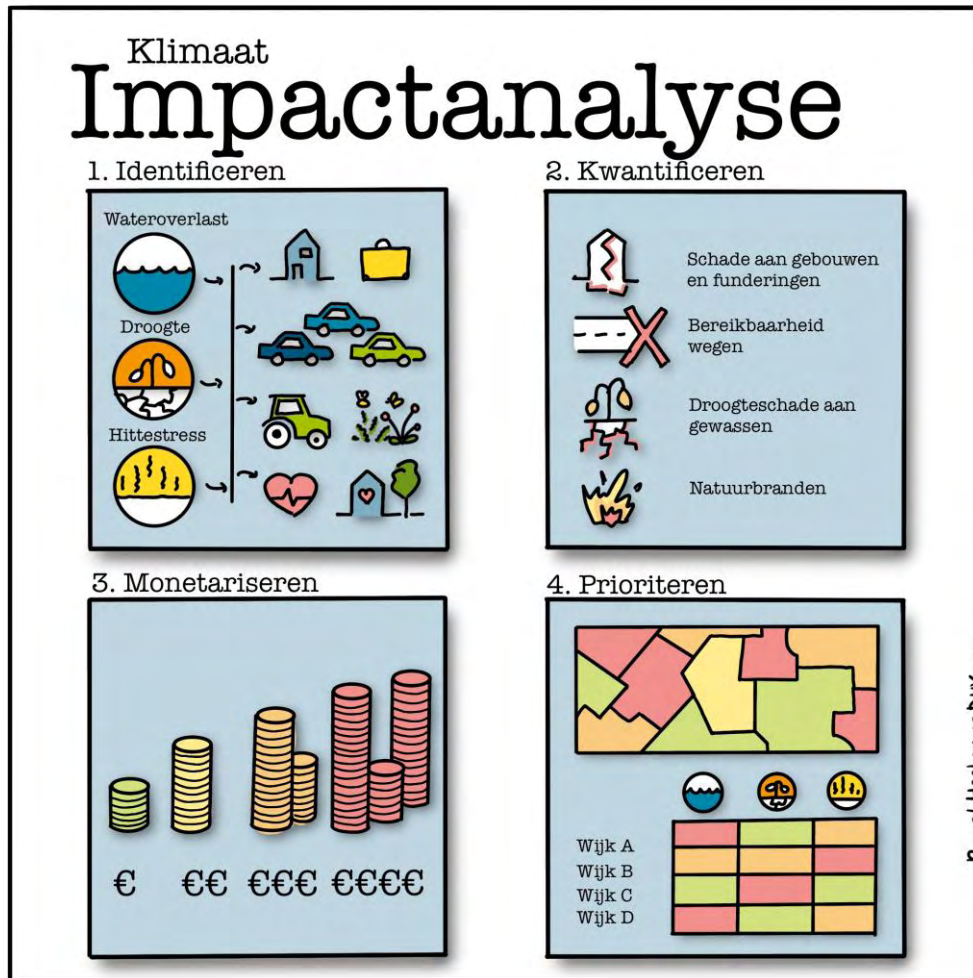 Klimaat
Impactanalyse
1. Identificeren
Wateroverlast
Droogte
Hittestress
2. Kwantificeren
Schade aan gebouwen
en funderingen
Bereikbaarheid
wegen
Droogteschade aan
gewassen
Natuurbranden
3. Monetariseren
€ €€ €€€ €€€€
4. Prioriteren
Wijk A
Wijk B
Wijk C
Wijk D